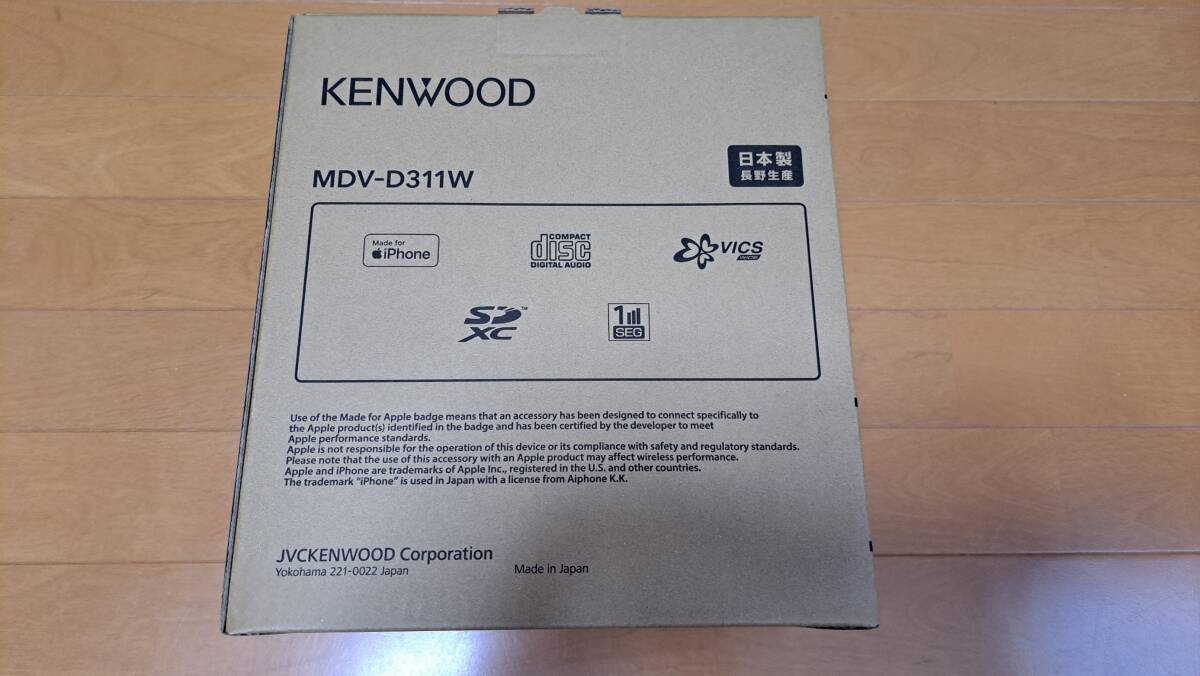 KENWOOD
MDV-D311W
日本製
長野生産
Made for
iPhone
COMPACT
disc
DIGITAL AUDIO
VICS
WIDE
SD™
XC
1
SEG
Use of the Made for Apple badge means that an accessory has been designed to connect specifically to
the Apple product(s) identified in the badge and has been certified by the developer to meet
Apple performance standards.
Apple is not responsible for the operation of this device or its compliance with safety and regulatory standards.
Please note that the use of this accessory with an Apple product may affect wireless performance.
Apple and iPhone are trademarks of Apple Inc., registered in the U.S. and other countries.
The trademark "iPhone" is used in Japan with a license from Aiphone K.K.
JVCKENWOOD Corporation
Yokohama 221-0022 Japan
Made in Japan